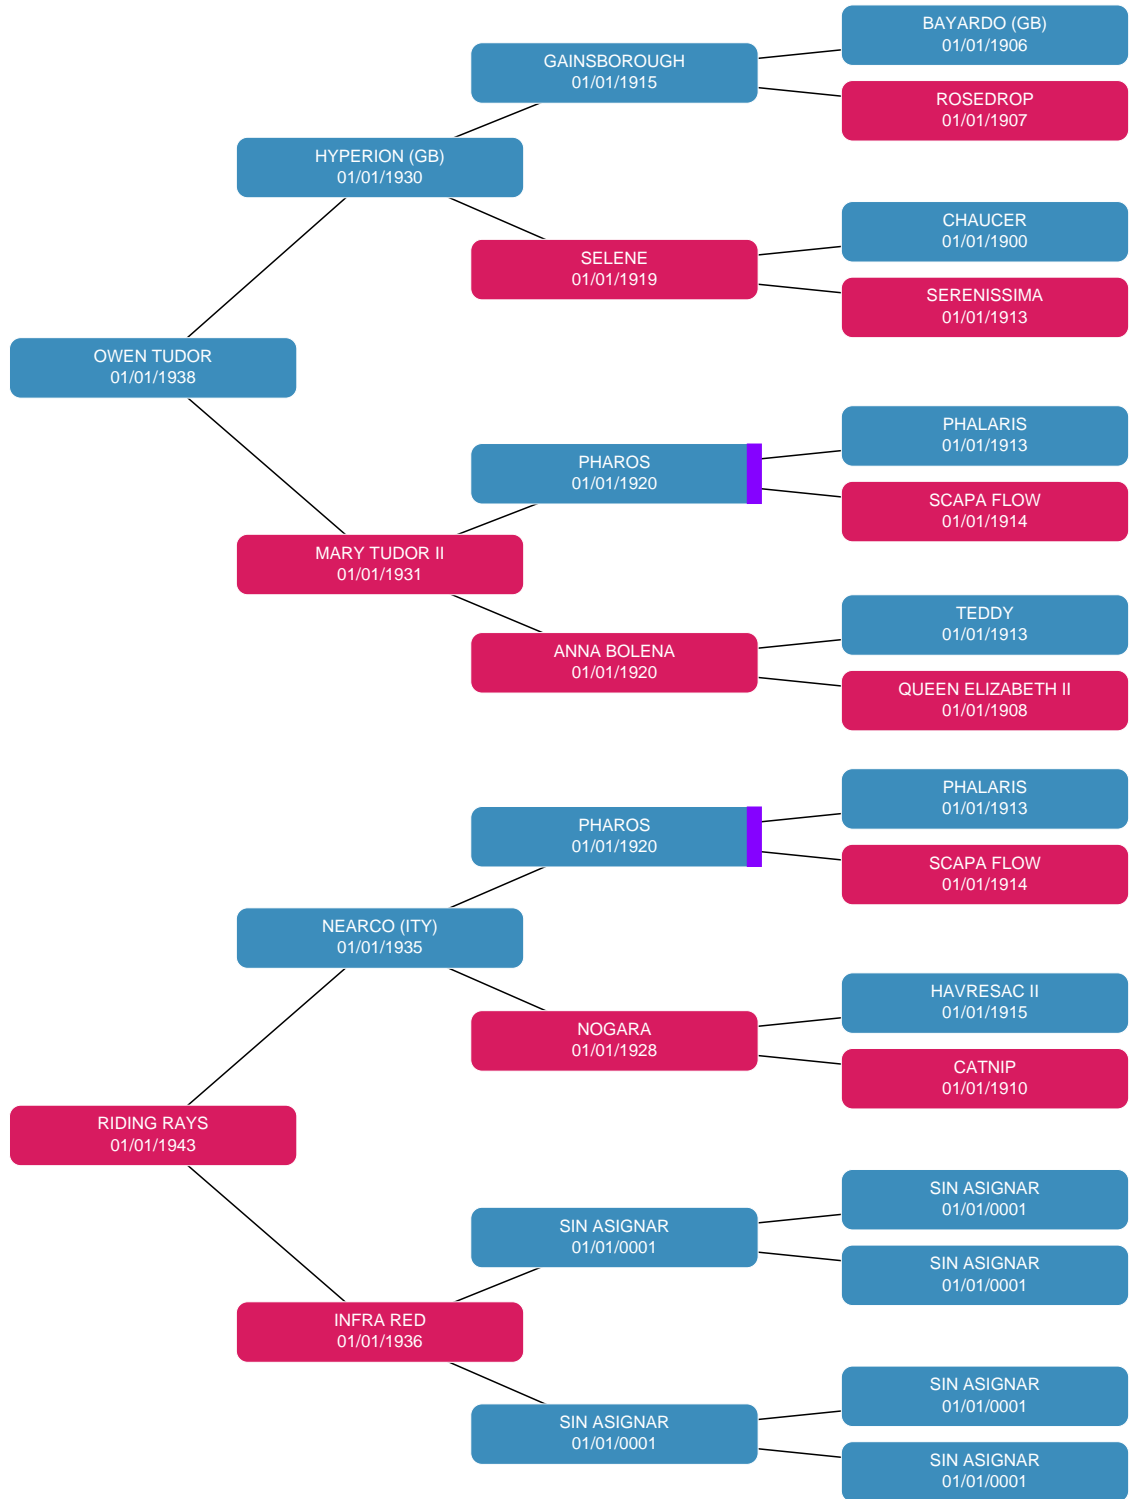 BAYARDO (GB)
01/01/1906
GAINSBOROUGH
01/01/1915
ROSEDROP
01/01/1907
HYPERION (GB)
01/01/1930
CHAUCER
01/01/1900
SELENE
01/01/1919
SERENISSIMA
01/01/1913
OWEN TUDOR
01/01/1938
PHALARIS
01/01/1913
PHAROS
01/01/1920
SCAPA FLOW
01/01/1914
MARY TUDOR II
01/01/1931
TEDDY
01/01/1913
ANNA BOLENA
01/01/1920
QUEEN ELIZABETH II
01/01/1908
PHALARIS
01/01/1913
PHAROS
01/01/1920
SCAPA FLOW
01/01/1914
NEARCO (ITY)
01/01/1935
HAVRESAC II
01/01/1915
NOGARA
01/01/1928
CATNIP
01/01/1910
RIDING RAYS
01/01/1943
SIN ASIGNAR
01/01/0001
SIN ASIGNAR
01/01/0001
SIN ASIGNAR
01/01/0001
INFRA RED
01/01/1936
SIN ASIGNAR
01/01/0001
SIN ASIGNAR
01/01/0001
SIN ASIGNAR
01/01/0001